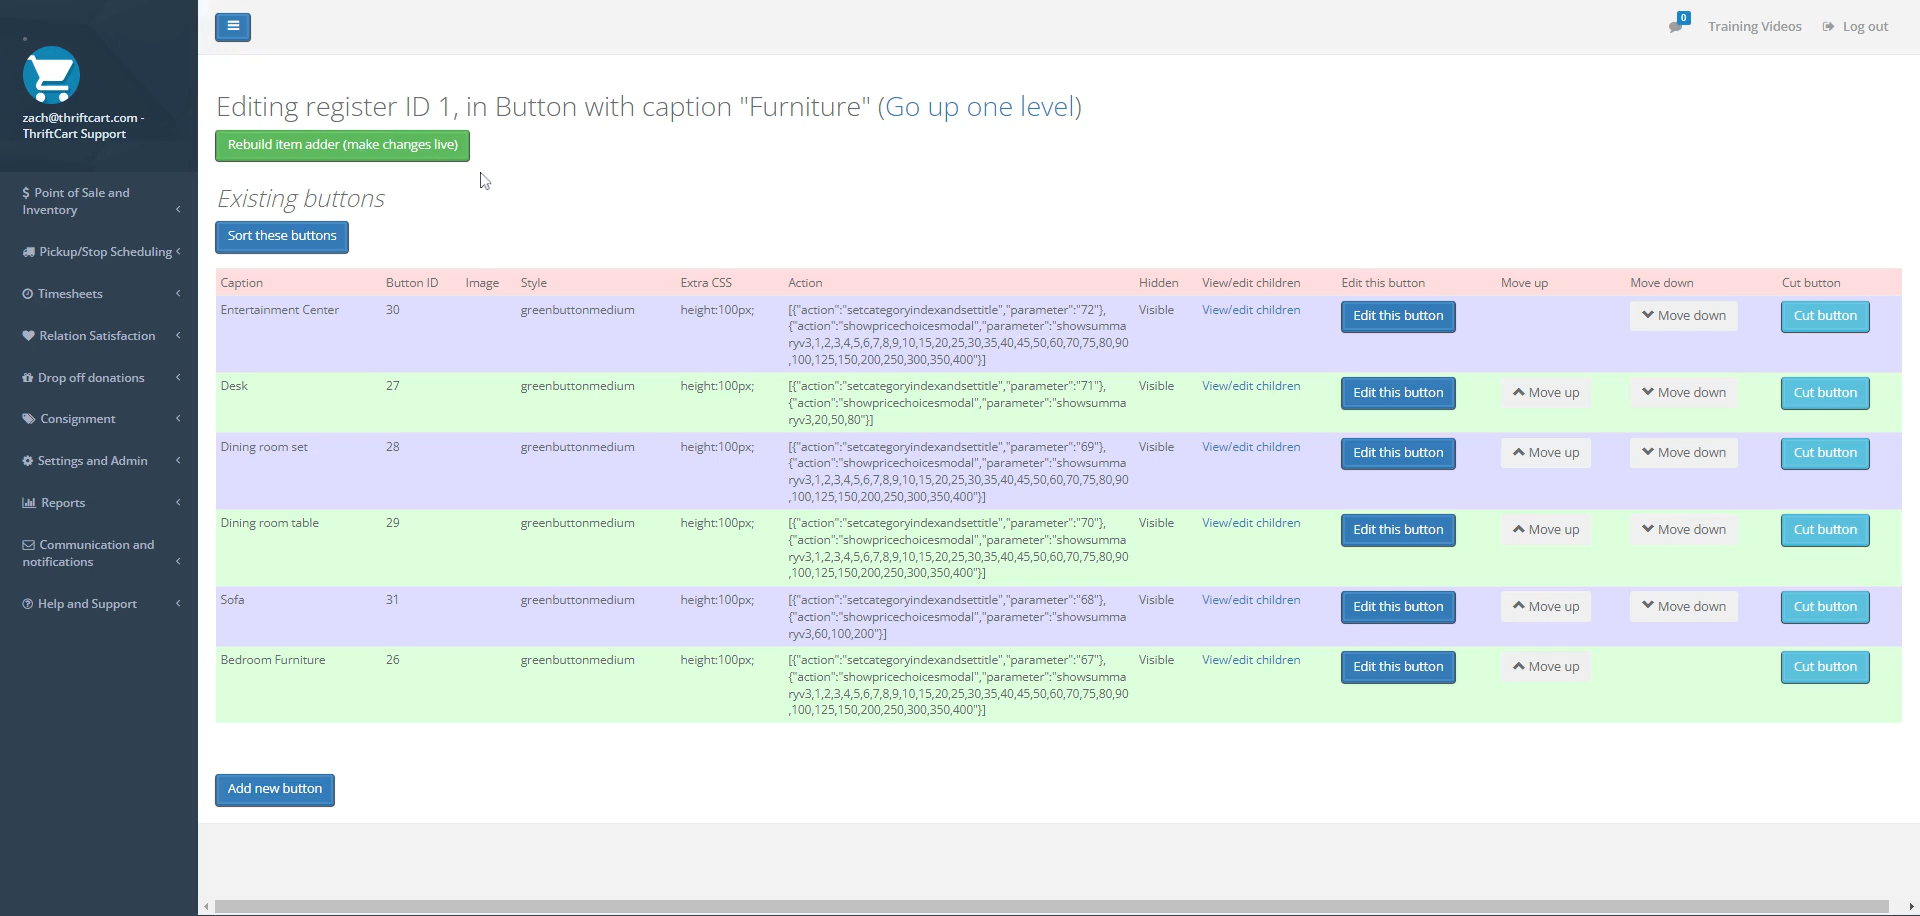 0
Training Videos
Log out
zach@thriftcart.com -
ThriftCart Support
Point of Sale and
Inventory
Pickup/Stop Scheduling
Timesheets
Relation Satisfaction
Drop off donations
Consignment
Settings and Admin
Reports
Communication and
notifications
Help and Support
Editing register ID 1, in Button with caption "Furniture" (Go up one level)
Rebuild item adder (make changes live)
Existing buttons
Sort these buttons
Caption Button ID Image Style Extra CSS Action Hidden View/edit children Edit this button Move up Move down Cut button
Entertainment Center 30 greenbuttonmedium height:100px; [{"action":"setcategoryindexandsettitle","parameter":"72"}, Visible View/edit children Edit this button Move down Cut button
{"action":"showpricechoicesmodal","parameter":"showsumma
ryv3,1,2,3,4,5,6,7,8,9,10,15,20,25,30,35,40,45,50,60,70,75,80,90
,100,125,150,200,250,300,350,400"}]
Desk 27 greenbuttonmedium height:100px; [{"action":"setcategoryindexandsettitle","parameter":"71"}, Visible View/edit children Edit this button Move up Move down Cut button
{"action":"showpricechoicesmodal","parameter":"showsumma
ryv3,20,50,80"}]
Dining room set 28 greenbuttonmedium height:100px; [{"action":"setcategoryindexandsettitle","parameter":"69"}, Visible View/edit children Edit this button Move up Move down Cut button
{"action":"showpricechoicesmodal","parameter":"showsumma
ryv3,1,2,3,4,5,6,7,8,9,10,15,20,25,30,35,40,45,50,60,70,75,80,90
,100,125,150,200,250,300,350,400"}]
Dining room table 29 greenbuttonmedium height:100px; [{"action":"setcategoryindexandsettitle","parameter":"70"}, Visible View/edit children Edit this button Move up Move down Cut button
{"action":"showpricechoicesmodal","parameter":"showsumma
ryv3,1,2,3,4,5,6,7,8,9,10,15,20,25,30,35,40,45,50,60,70,75,80,90
,100,125,150,200,250,300,350,400"}]
Sofa 31 greenbuttonmedium height:100px; [{"action":"setcategoryindexandsettitle","parameter":"68"}, Visible View/edit children Edit this button Move up Move down Cut button
{"action":"showpricechoicesmodal","parameter":"showsumma
ryv3,60,100,200"}]
Bedroom Furniture 26 greenbuttonmedium height:100px; [{"action":"setcategoryindexandsettitle","parameter":"67"}, Visible View/edit children Edit this button Move up Cut button
{"action":"showpricechoicesmodal","parameter":"showsumma
ryv3,1,2,3,4,5,6,7,8,9,10,15,20,25,30,35,40,45,50,60,70,75,80,90
,100,125,150,200,250,300,350,400"}]
Add new button